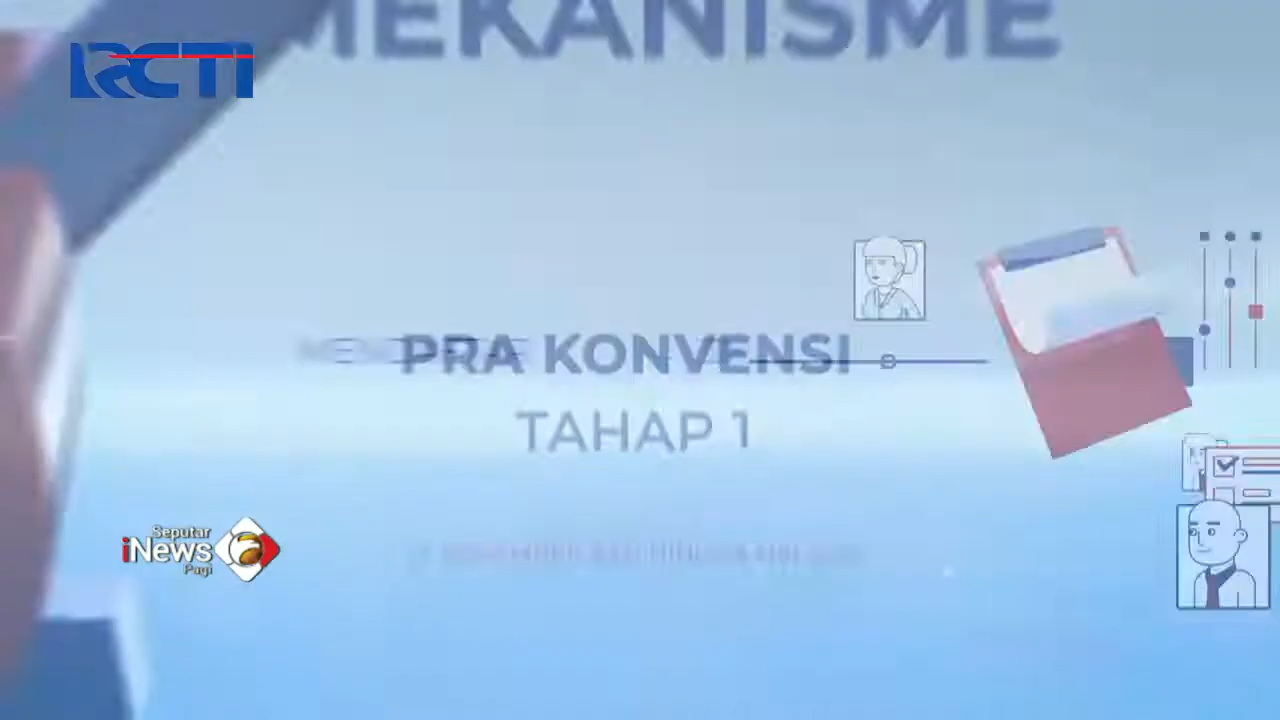 MEKANISME
RCTI
PRA KONVENSI
TAHAP 1
Seputar
iNews
Pagi